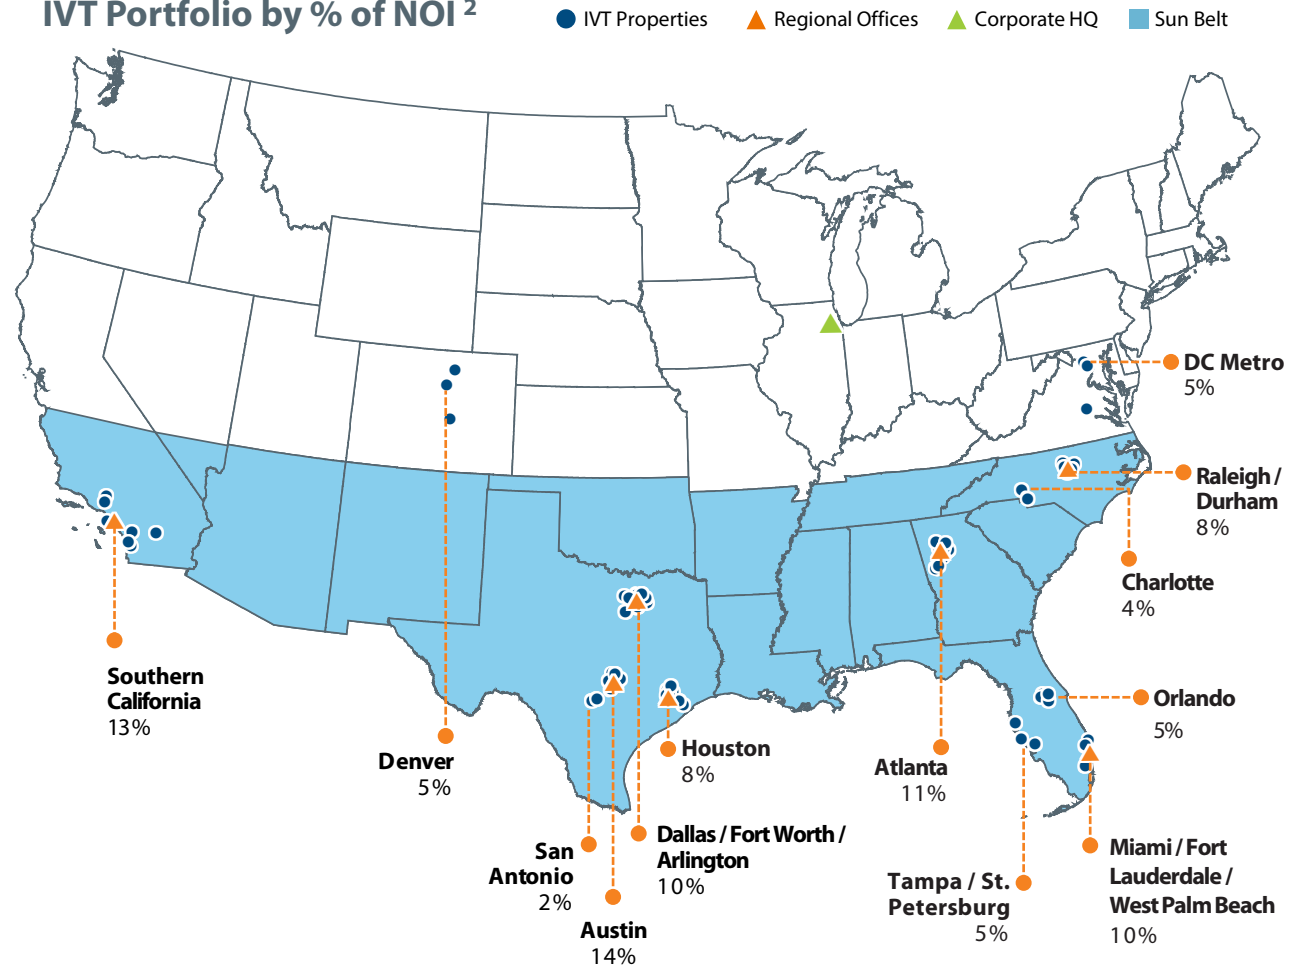 IVT Portfolio by % of NOI 2
IVT Properties
Regional Offices
Corporate HQ
Sun Belt
DC Metro
5%
Raleigh /
Durham
8%
Charlotte
4%
Southern
California
13%
Orlando
5%
Denver
5%
Houston
8%
Atlanta
11%
San
Antonio
2%
Dallas / Fort Worth /
Arlington
10%
Austin
14%
Tampa / St.
Petersburg
5%
Miami / Fort
Lauderdale /
West Palm Beach
10%